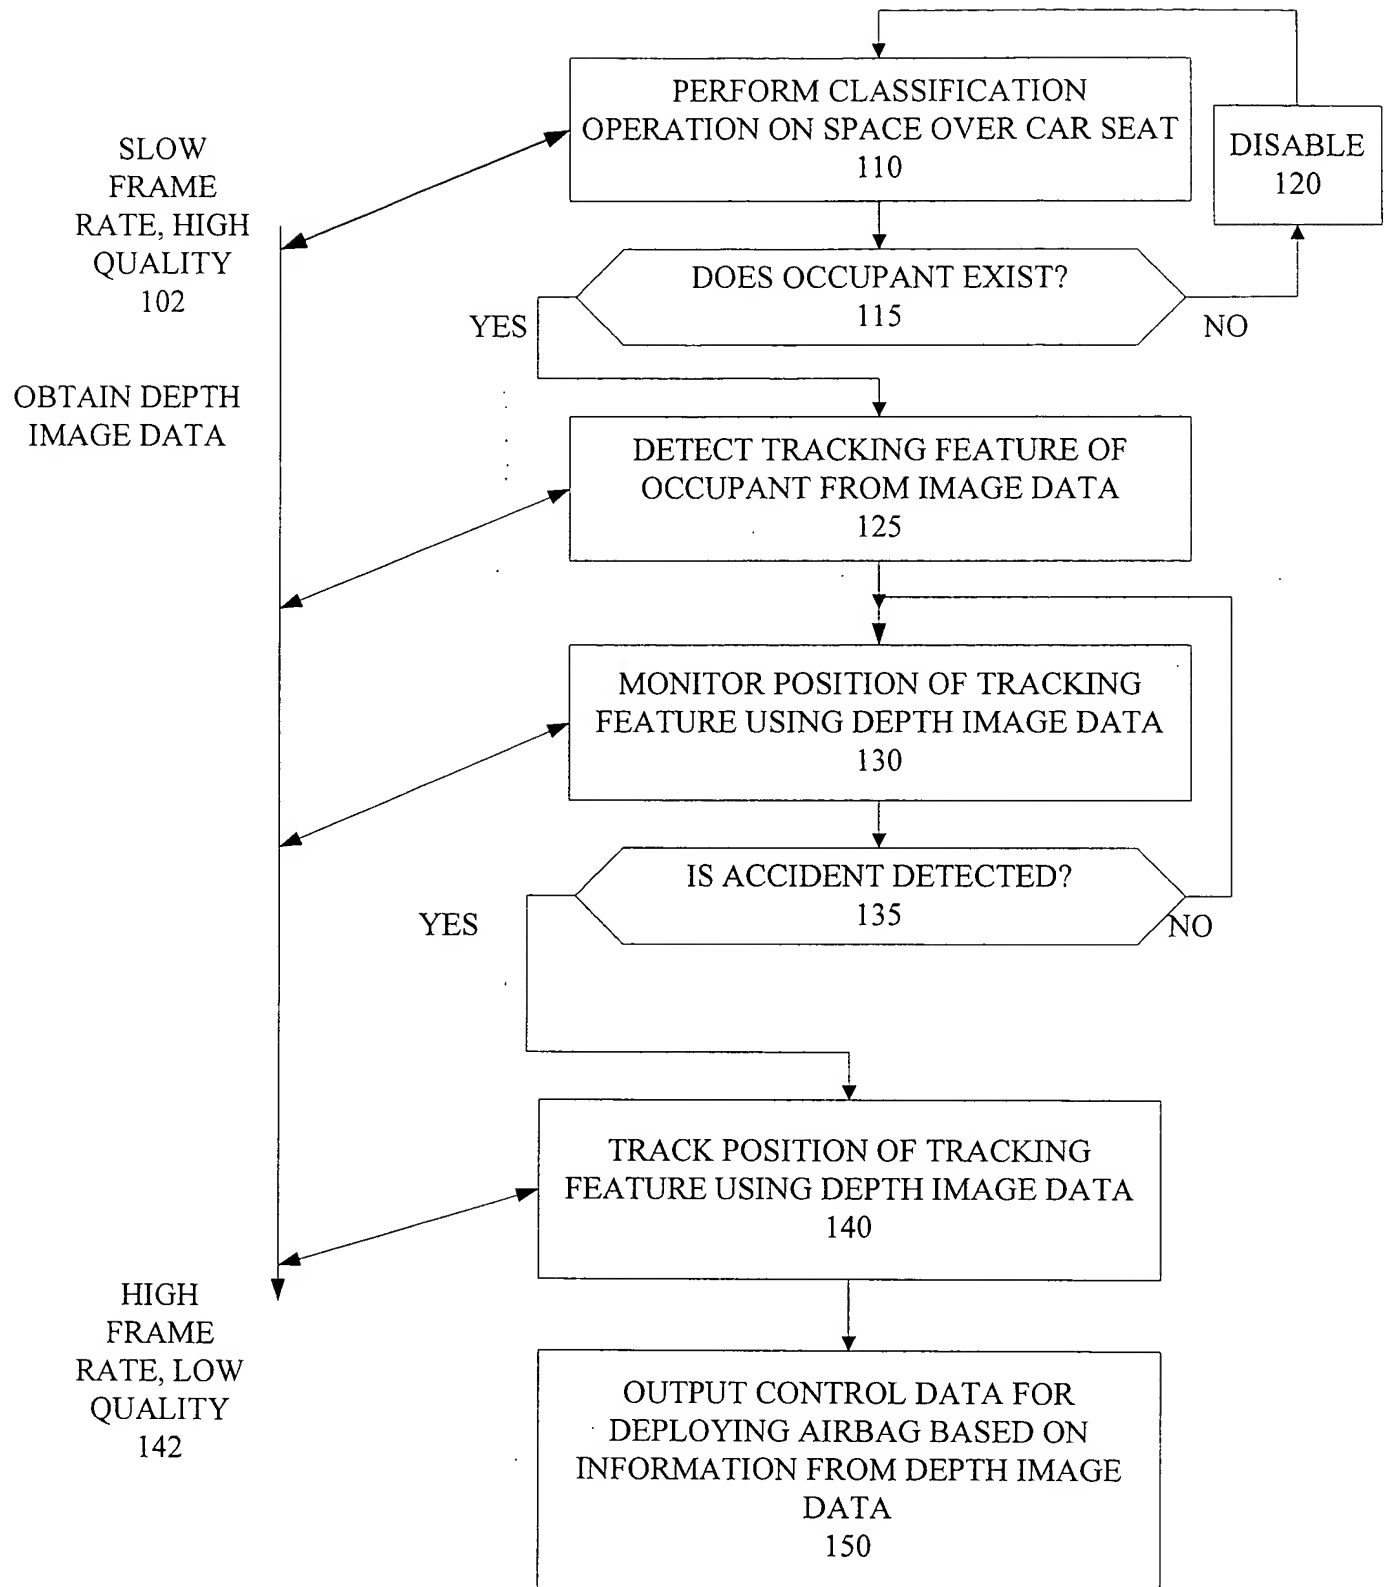 PERFORM CLASSIFICATION
OPERATION ON SPACE OVER CAR SEAT
110
DISABLE
120
SLOW
FRAME
RATE, HIGH
QUALITY
102
DOES OCCUPANT EXIST?
115
YES
NO
OBTAIN DEPTH
IMAGE DATA
DETECT TRACKING FEATURE OF
OCCUPANT FROM IMAGE DATA
125
MONITOR POSITION OF TRACKING
FEATURE USING DEPTH IMAGE DATA
130
IS ACCIDENT DETECTED?
135
YES
NO
TRACK POSITION OF TRACKING
FEATURE USING DEPTH IMAGE DATA
140
HIGH
FRAME
RATE, LOW
QUALITY
142
OUTPUT CONTROL DATA FOR
DEPLOYING AIRBAG BASED ON
INFORMATION FROM DEPTH IMAGE
DATA
150